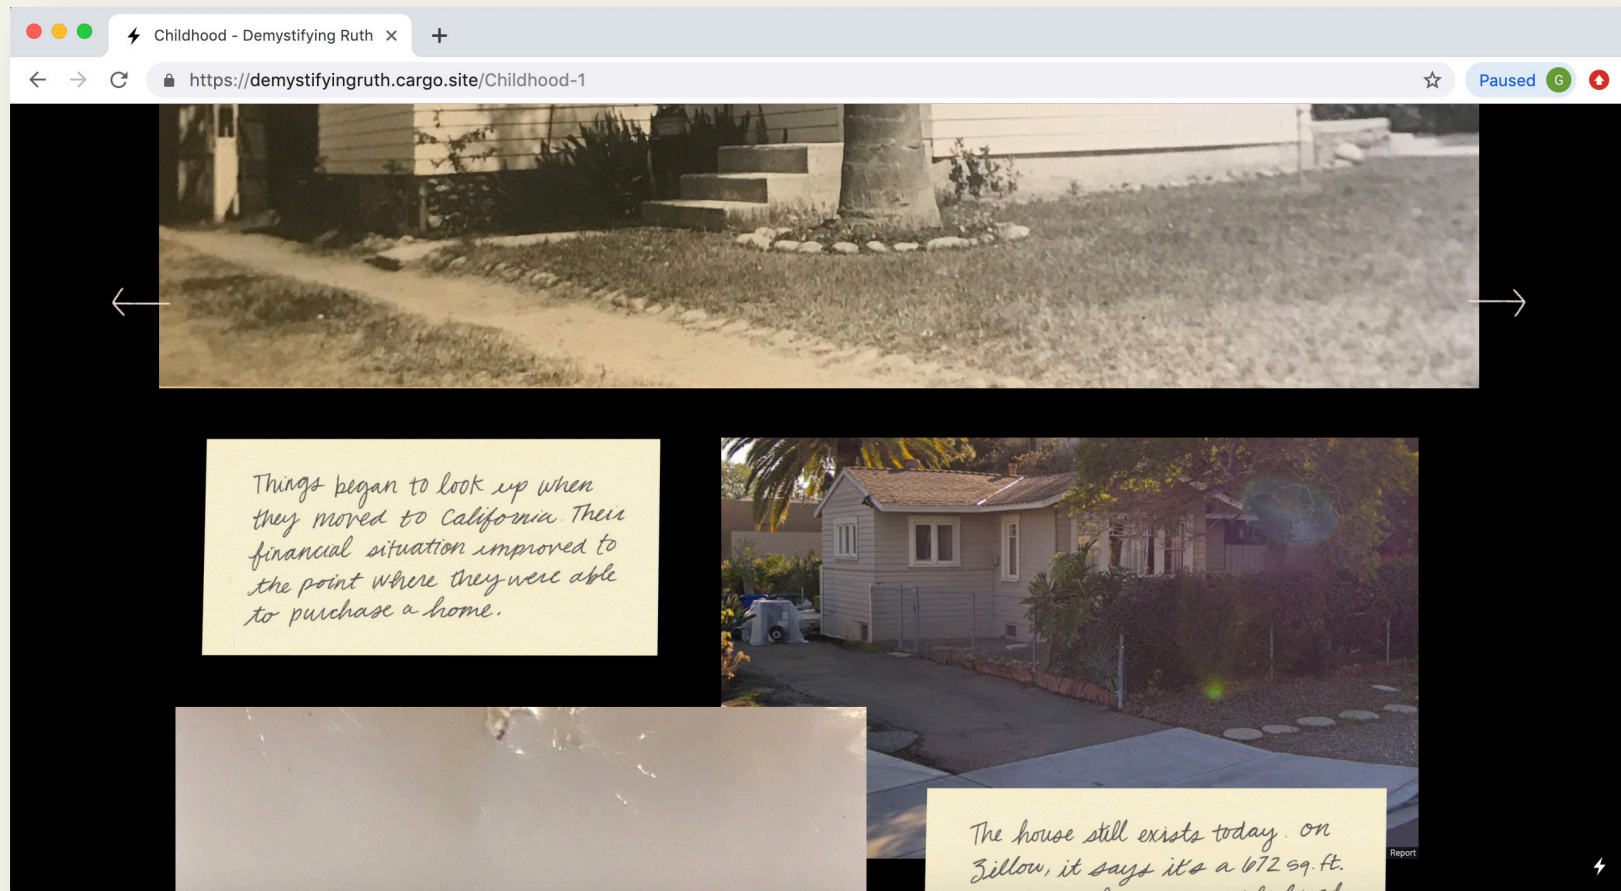 Childhood - Demystifying Ruth
https://demystifyingruth.cargo.site/Childhood-1
Paused
G
Things began to look up when
they moved to California. Their
financial situation improved to
the point where they were able
to purchase a home.
Report
The house still exists today. on
Zillow, it says it's a 672 sq.ft.